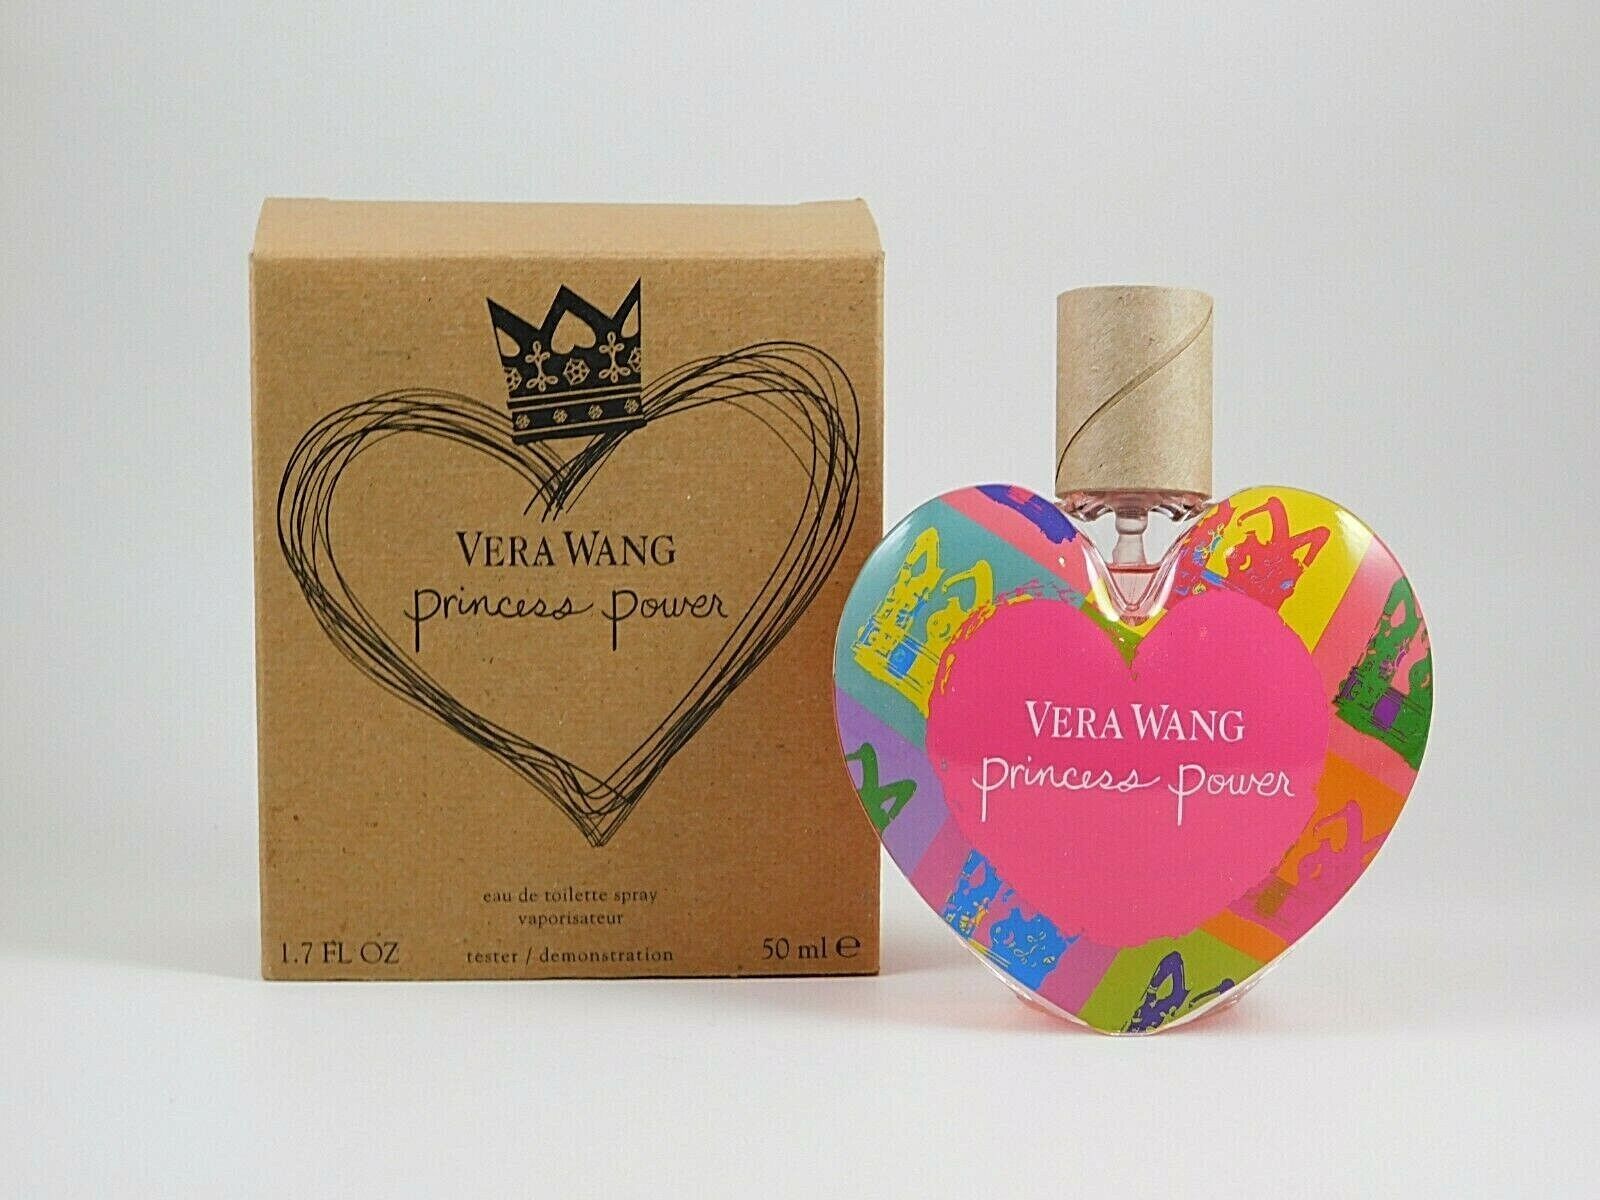 VERA WANG
princess power
eau de toilette spray
vaporisateur
1.7 FL OZ tester / demonstration 50 ml ℮
VERA WANG
princess power